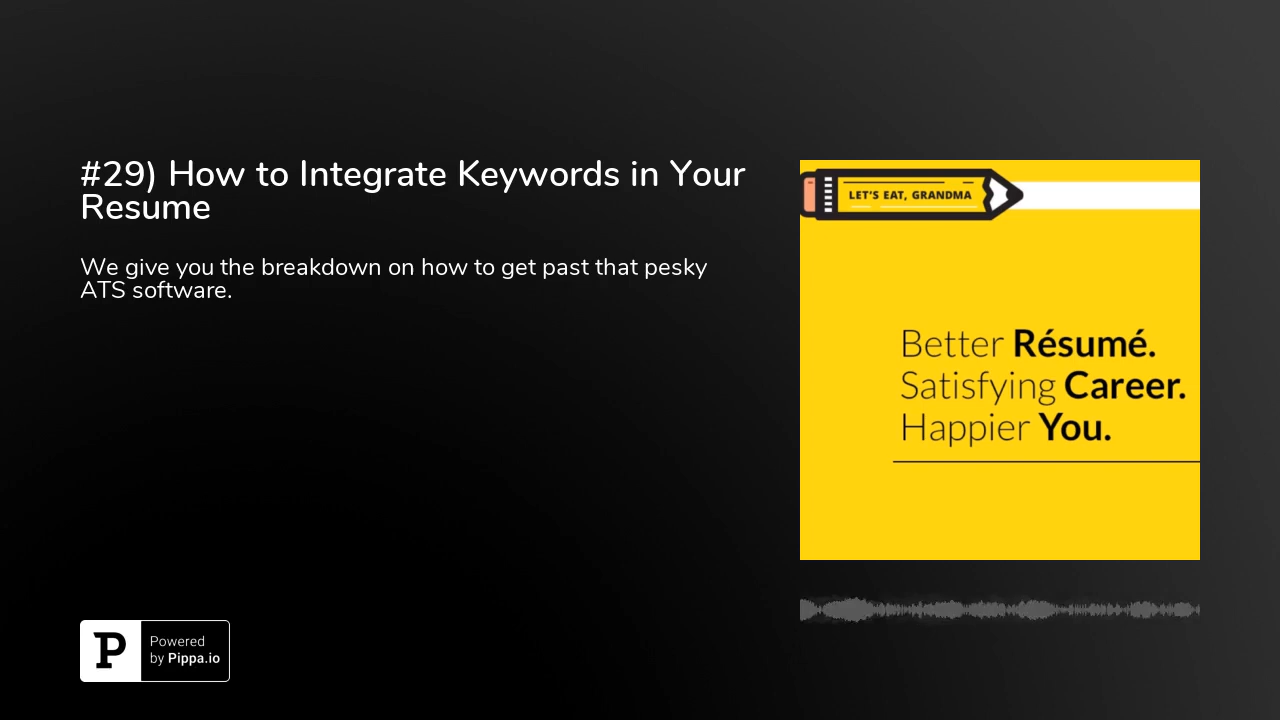 #29) How to Integrate Keywords in Your
Resume
We give you the breakdown on how to get past that pesky
ATS software.
LET'S EAT, GRANDMA
Better Résumé.
Satisfying Career.
Happier You.
P
Powered
by Pippa.io